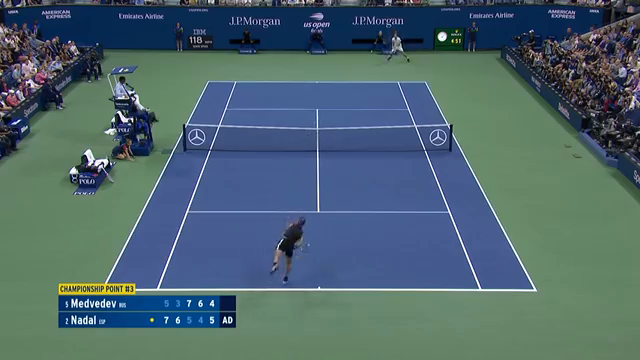 AMERICAN EXPRESS
Emirates Airline
J.P.Morgan
us open
J.P.Morgan
Emirates Airline
AMERICAN EXPRESS
118 MPH
POLO
POLO
POLO
CHAMPIONSHIP POINT #3
5 Medvedev RUS 5 3 7 6 4
2 Nadal ESP 7 6 5 4 5 AD